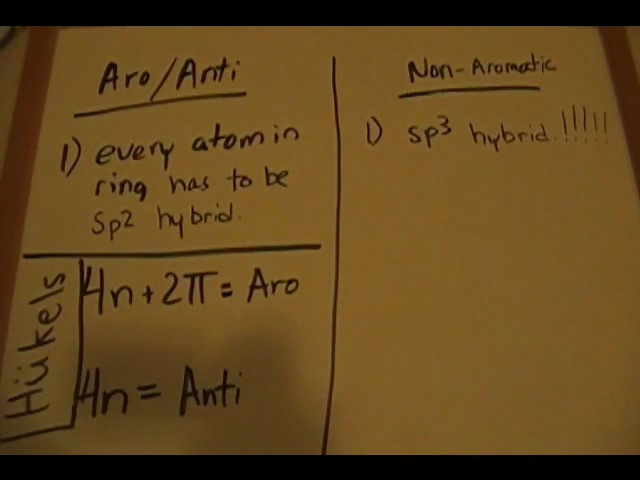 Aro/Anti
1) every atom in
ring has to be
sp2 hybrid.
Hükels
4n+2π = Aro
4n = Anti
Non-Aromatic
1) sp³ hybrid.!!!!!